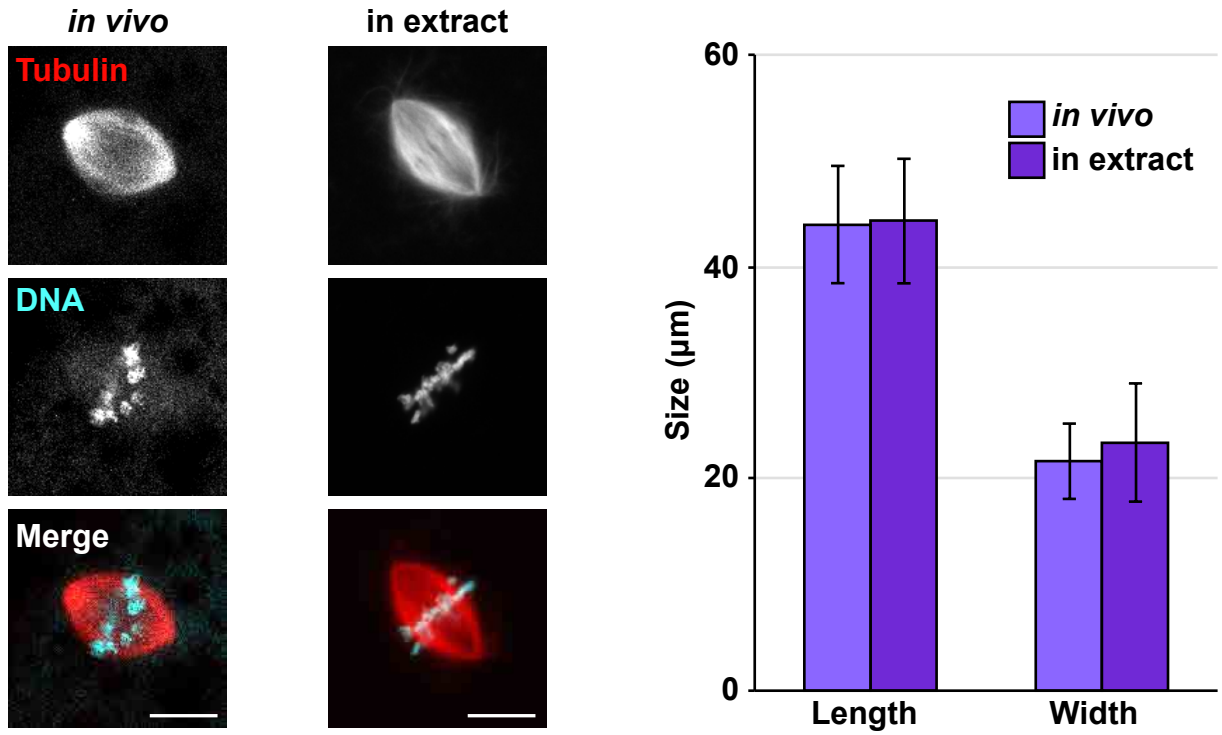 in vivo
in extract
Tubulin
DNA
Merge
60
40
20
0
Size (µm)
in vivo
in extract
Length
Width